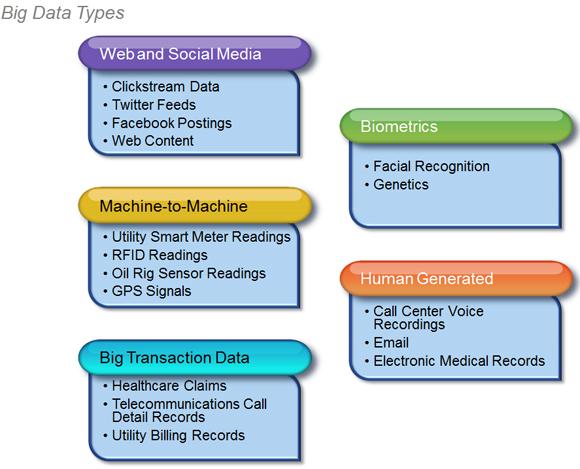 Big Data Types
Web and Social Media
• Clickstream Data
• Twitter Feeds
• Facebook Postings
• Web Content
Machine-to-Machine
• Utility Smart Meter Readings
• RFID Readings
• Oil Rig Sensor Readings
• GPS Signals
Big Transaction Data
• Healthcare Claims
• Telecommunications Call
Detail Records
• Utility Billing Records
Biometrics
• Facial Recognition
• Genetics
Human Generated
• Call Center Voice
Recordings
• Email
• Electronic Medical Records